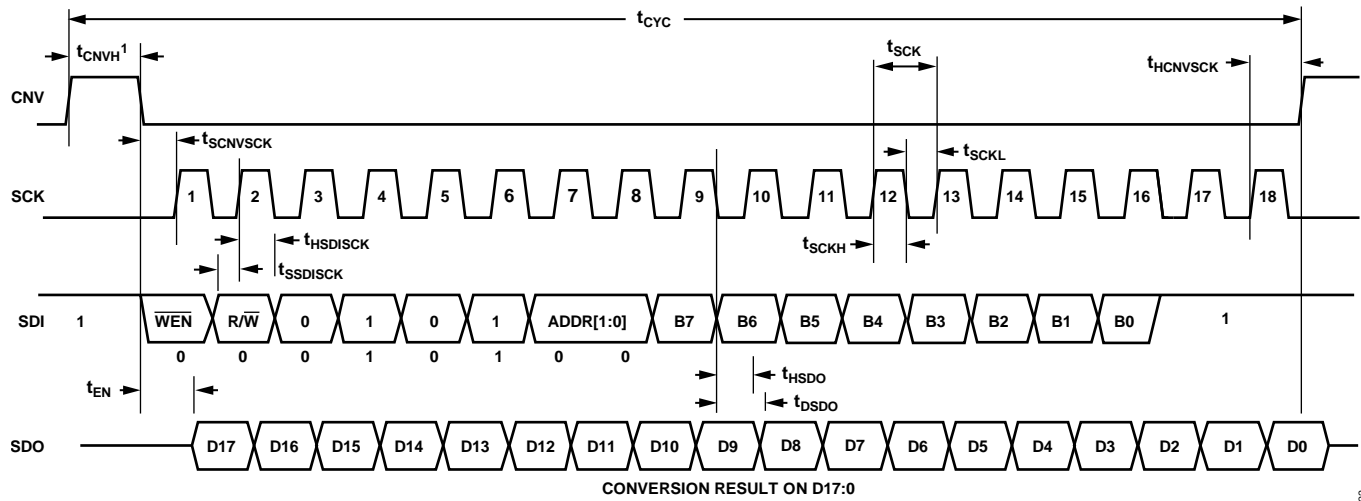 tCYC
tCNVH1
tSCK
tHCNVSCK
CNV
tSCNVSCK
tSCKL
SCK 1 2 3 4 5 6 7 8 9 10 11 12 13 14 15 16 17 18
tHSDISCK
tSCKH
tSSDISCK
SDI 1 WEN R/W 0 1 0 1 ADDR[1:0] B7 B6 B5 B4 B3 B2 B1 B0 1
0 0 0 1 0 1 0 0
tEN
tHSDO
tDSDO
SDO D17 D16 D15 D14 D13 D12 D11 D10 D9 D8 D7 D6 D5 D4 D3 D2 D1 D0
CONVERSION RESULT ON D17:0